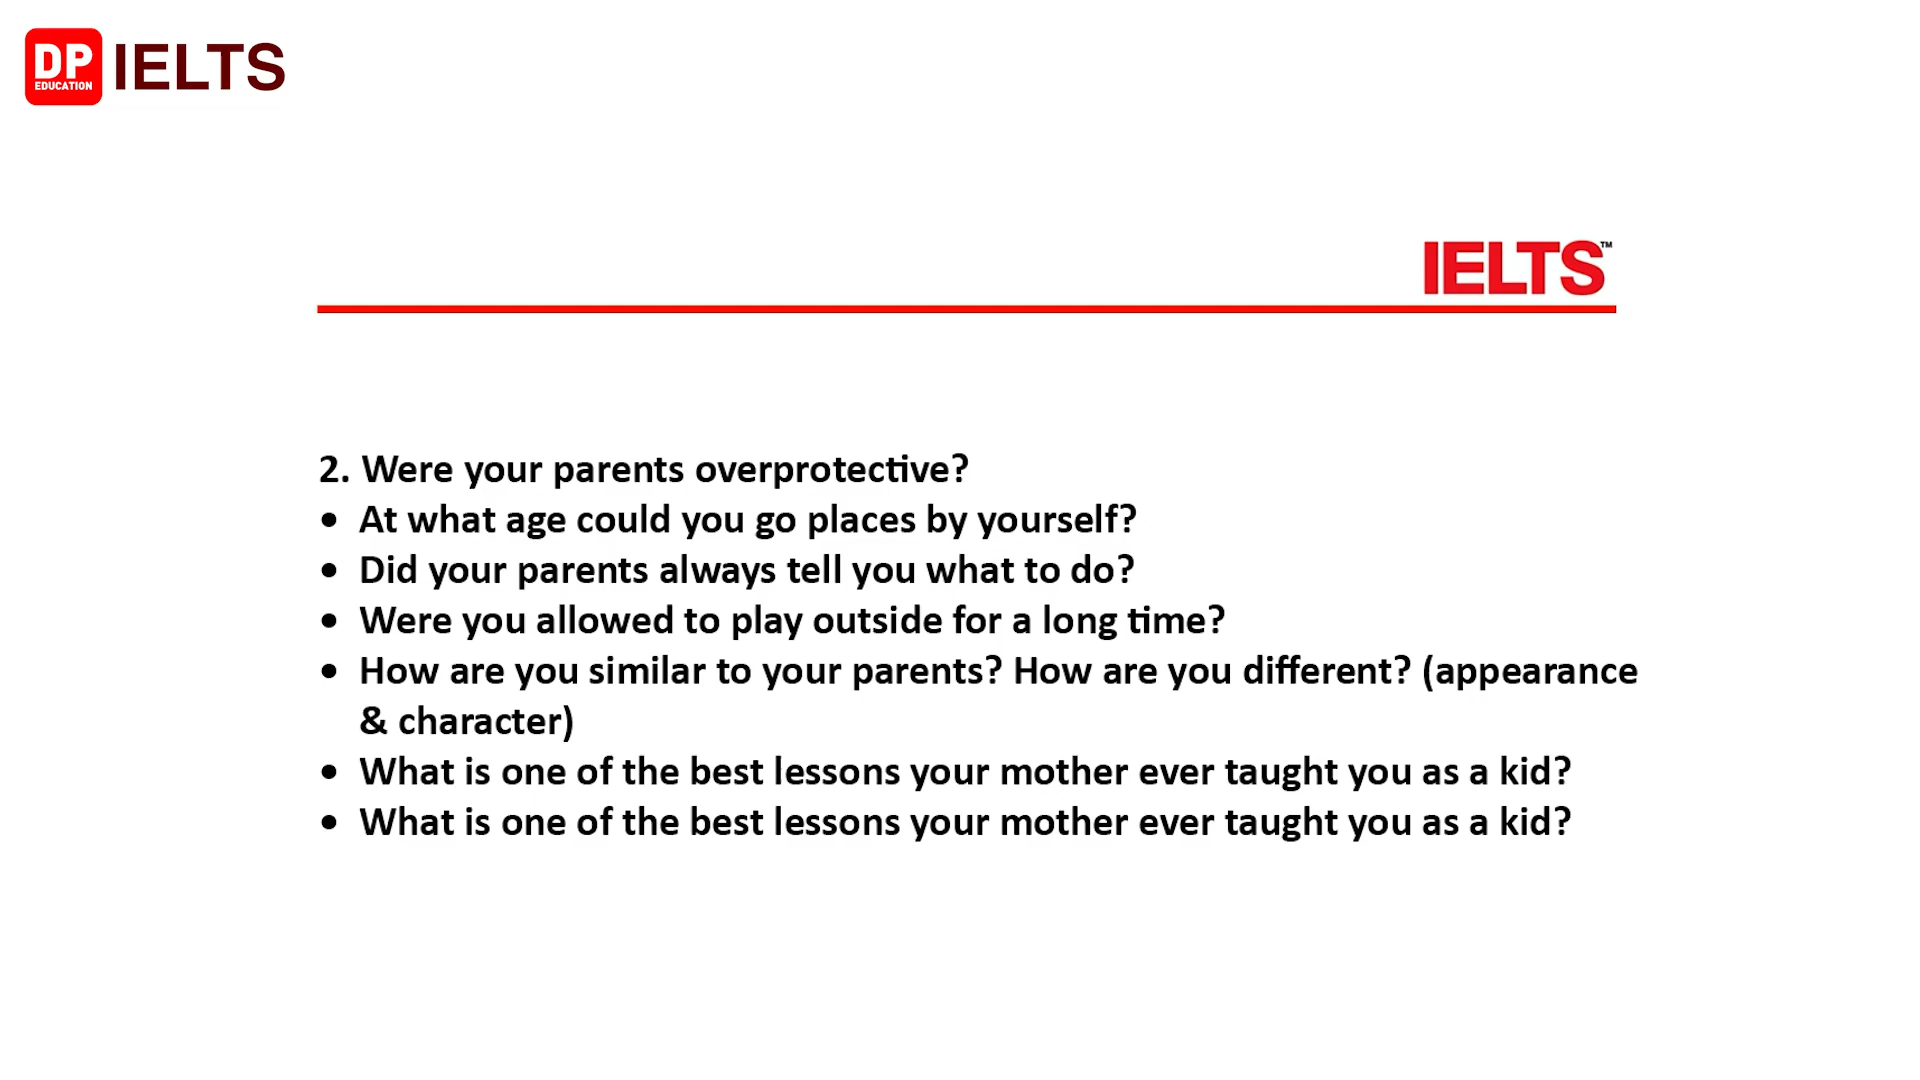 DP
EDUCATION
IELTS
IELTS™
2. Were your parents overprotective?
• At what age could you go places by yourself?
• Did your parents always tell you what to do?
• Were you allowed to play outside for a long time?
• How are you similar to your parents? How are you different? (appearance
& character)
• What is one of the best lessons your mother ever taught you as a kid?
• What is one of the best lessons your mother ever taught you as a kid?